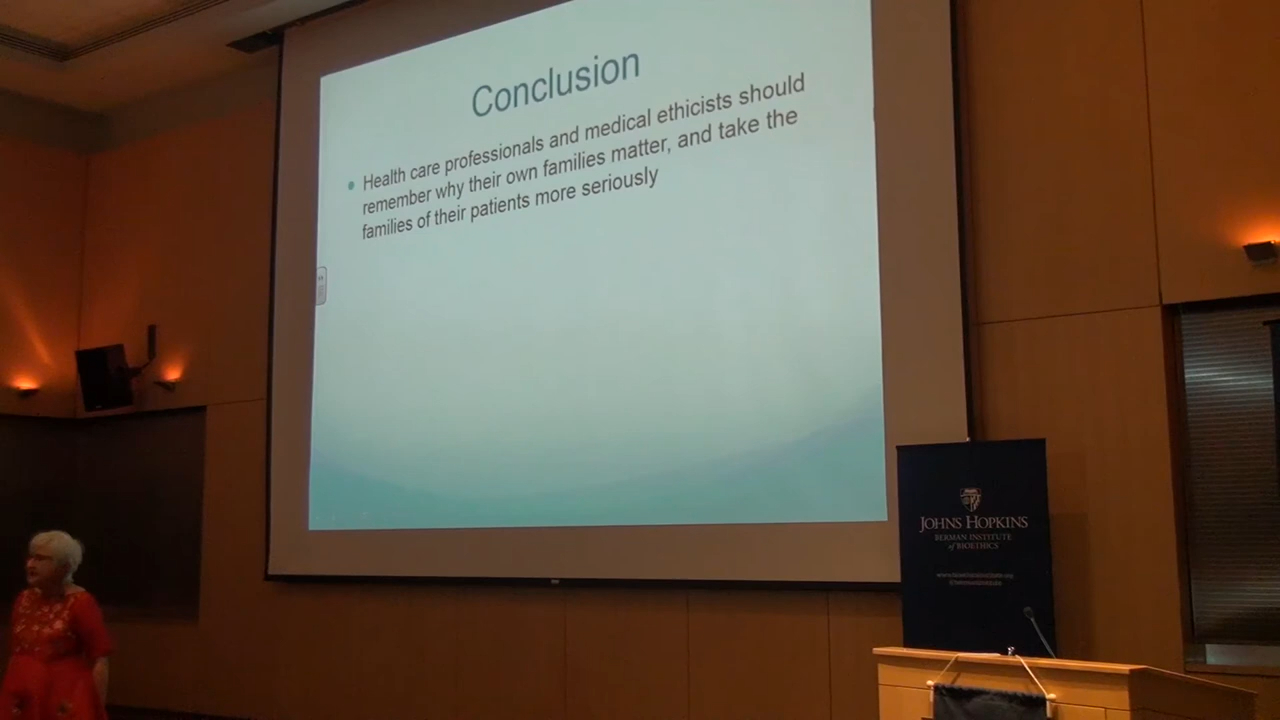 Conclusion
Health care professionals and medical ethicists should
remember why their own families matter, and take the
families of their patients more seriously
JOHNS HOPKINS
BERMAN INSTITUTE
of BIOETHICS